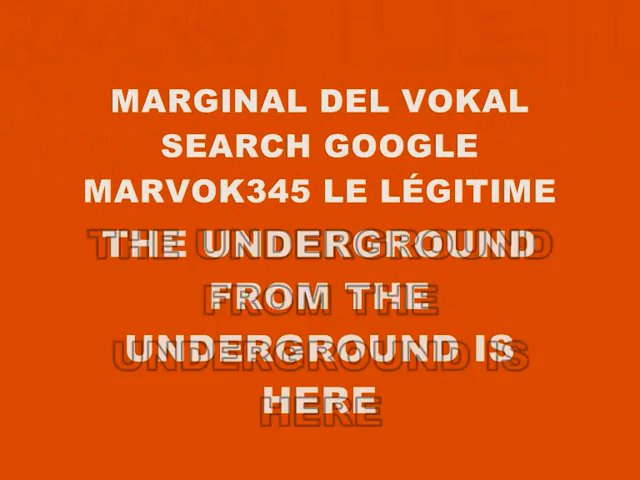 MARGINAL DEL VOKAL
SEARCH GOOGLE
MARVOK345 LE LÉGITIME
THE UNDERGROUND
FROM THE
UNDERGROUND IS
HERE